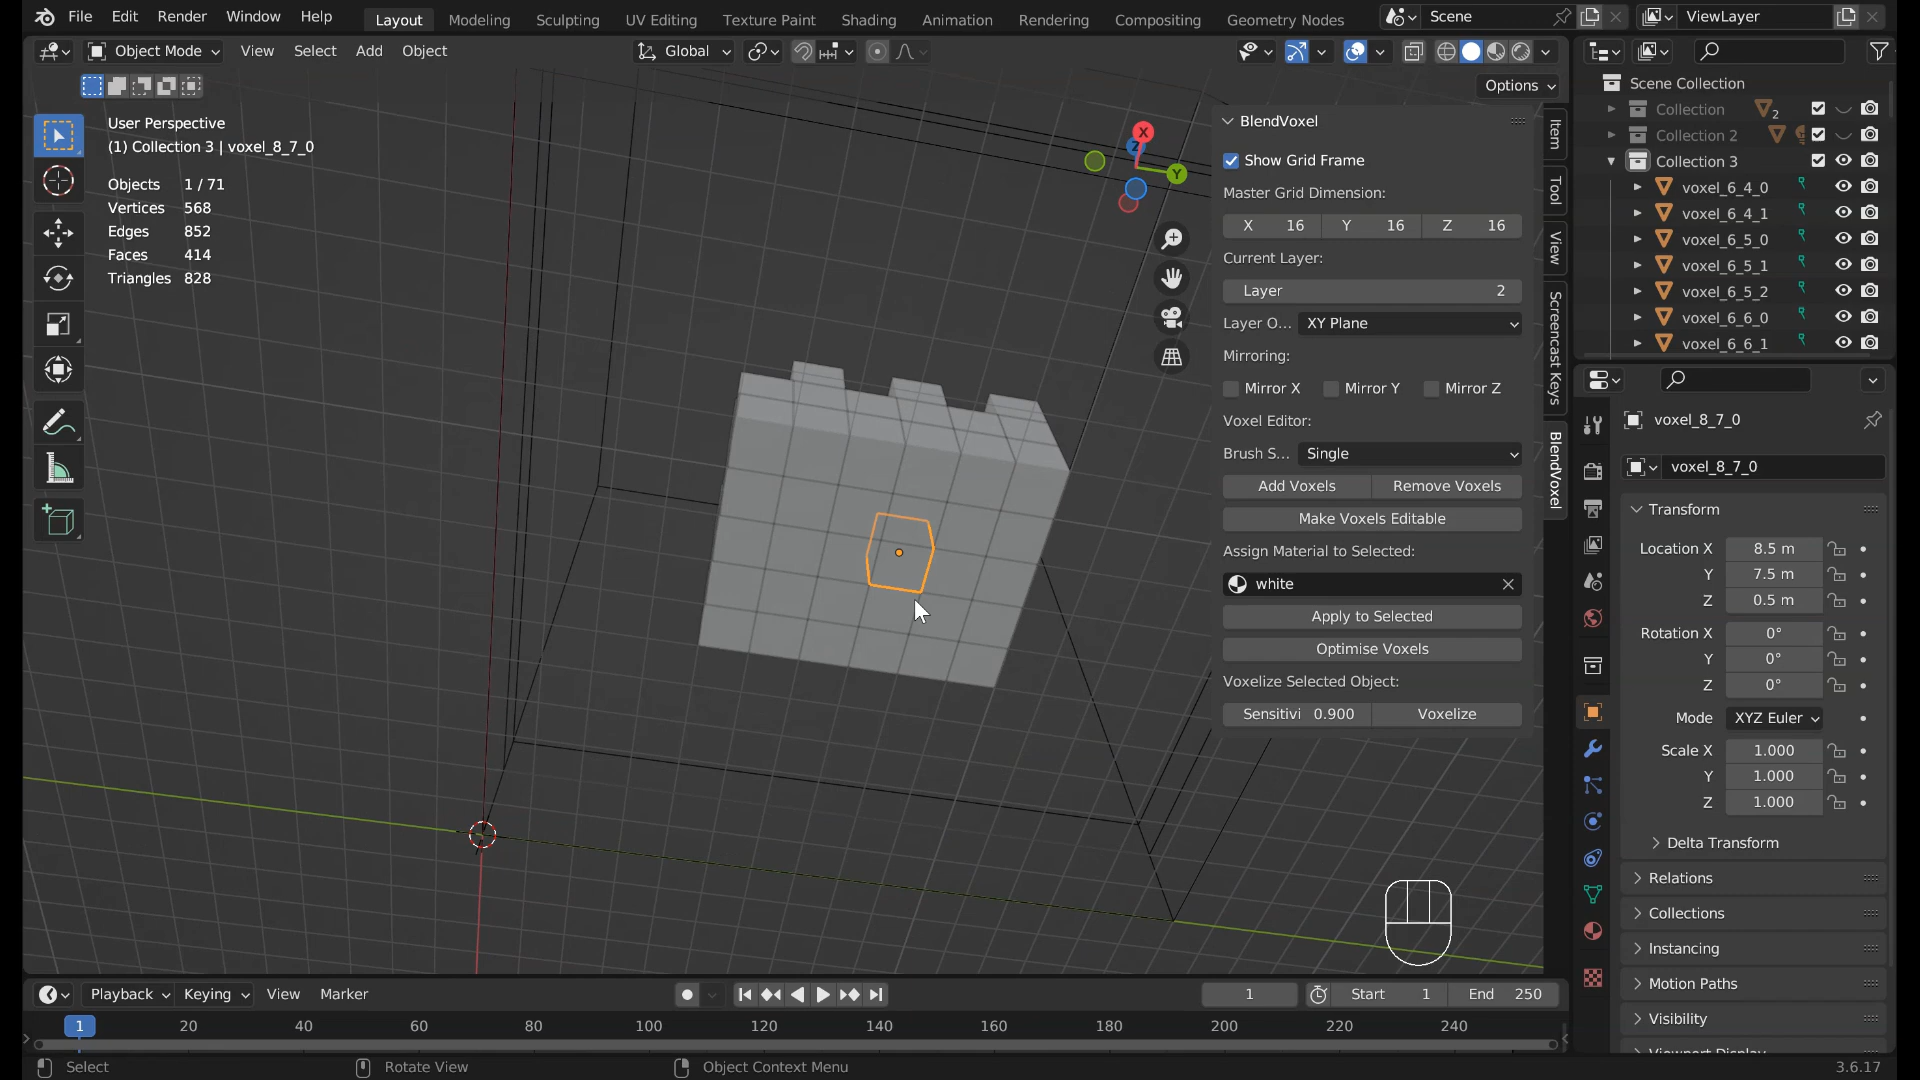 File Edit Render Window Help Layout Modeling Sculpting UV Editing Texture Paint Shading Animation Rendering Compositing Geometry Nodes Scene ViewLayer
Object Mode View Select Add Object Global
Options
User Perspective
(1) Collection 3 | voxel_8_7_0
Objects 1 / 71
Vertices 568
Edges 852
Faces 414
Triangles 828
X
Y
Z
BlendVoxel
Show Grid Frame
Master Grid Dimension:
X 16 Y 16 Z 16
Current Layer:
Layer 2
Layer O... XY Plane
Mirroring:
Mirror X Mirror Y Mirror Z
Voxel Editor:
Brush S... Single
Add Voxels Remove Voxels
Make Voxels Editable
Assign Material to Selected:
white
Apply to Selected
Optimise Voxels
Voxelize Selected Object:
Sensitivi 0.900 Voxelize
Item
Tool
View
Screencast Keys
BlendVoxel
Scene Collection
Collection 2
Collection 2
Collection 3
voxel_6_4_0
voxel_6_4_1
voxel_6_5_0
voxel_6_5_1
voxel_6_5_2
voxel_6_6_0
voxel_6_6_1
voxel_8_7_0
voxel_8_7_0
Transform
Location X 8.5 m
Y 7.5 m
Z 0.5 m
Rotation X 0°
Y 0°
Z 0°
Mode XYZ Euler
Scale X 1.000
Y 1.000
Z 1.000
Delta Transform
Relations
Collections
Instancing
Motion Paths
Visibility
Viewport Display
Playback Keying View Marker 1 Start 1 End 250
1 20 40 60 80 100 120 140 160 180 200 220 240
Select Rotate View Object Context Menu 3.6.17